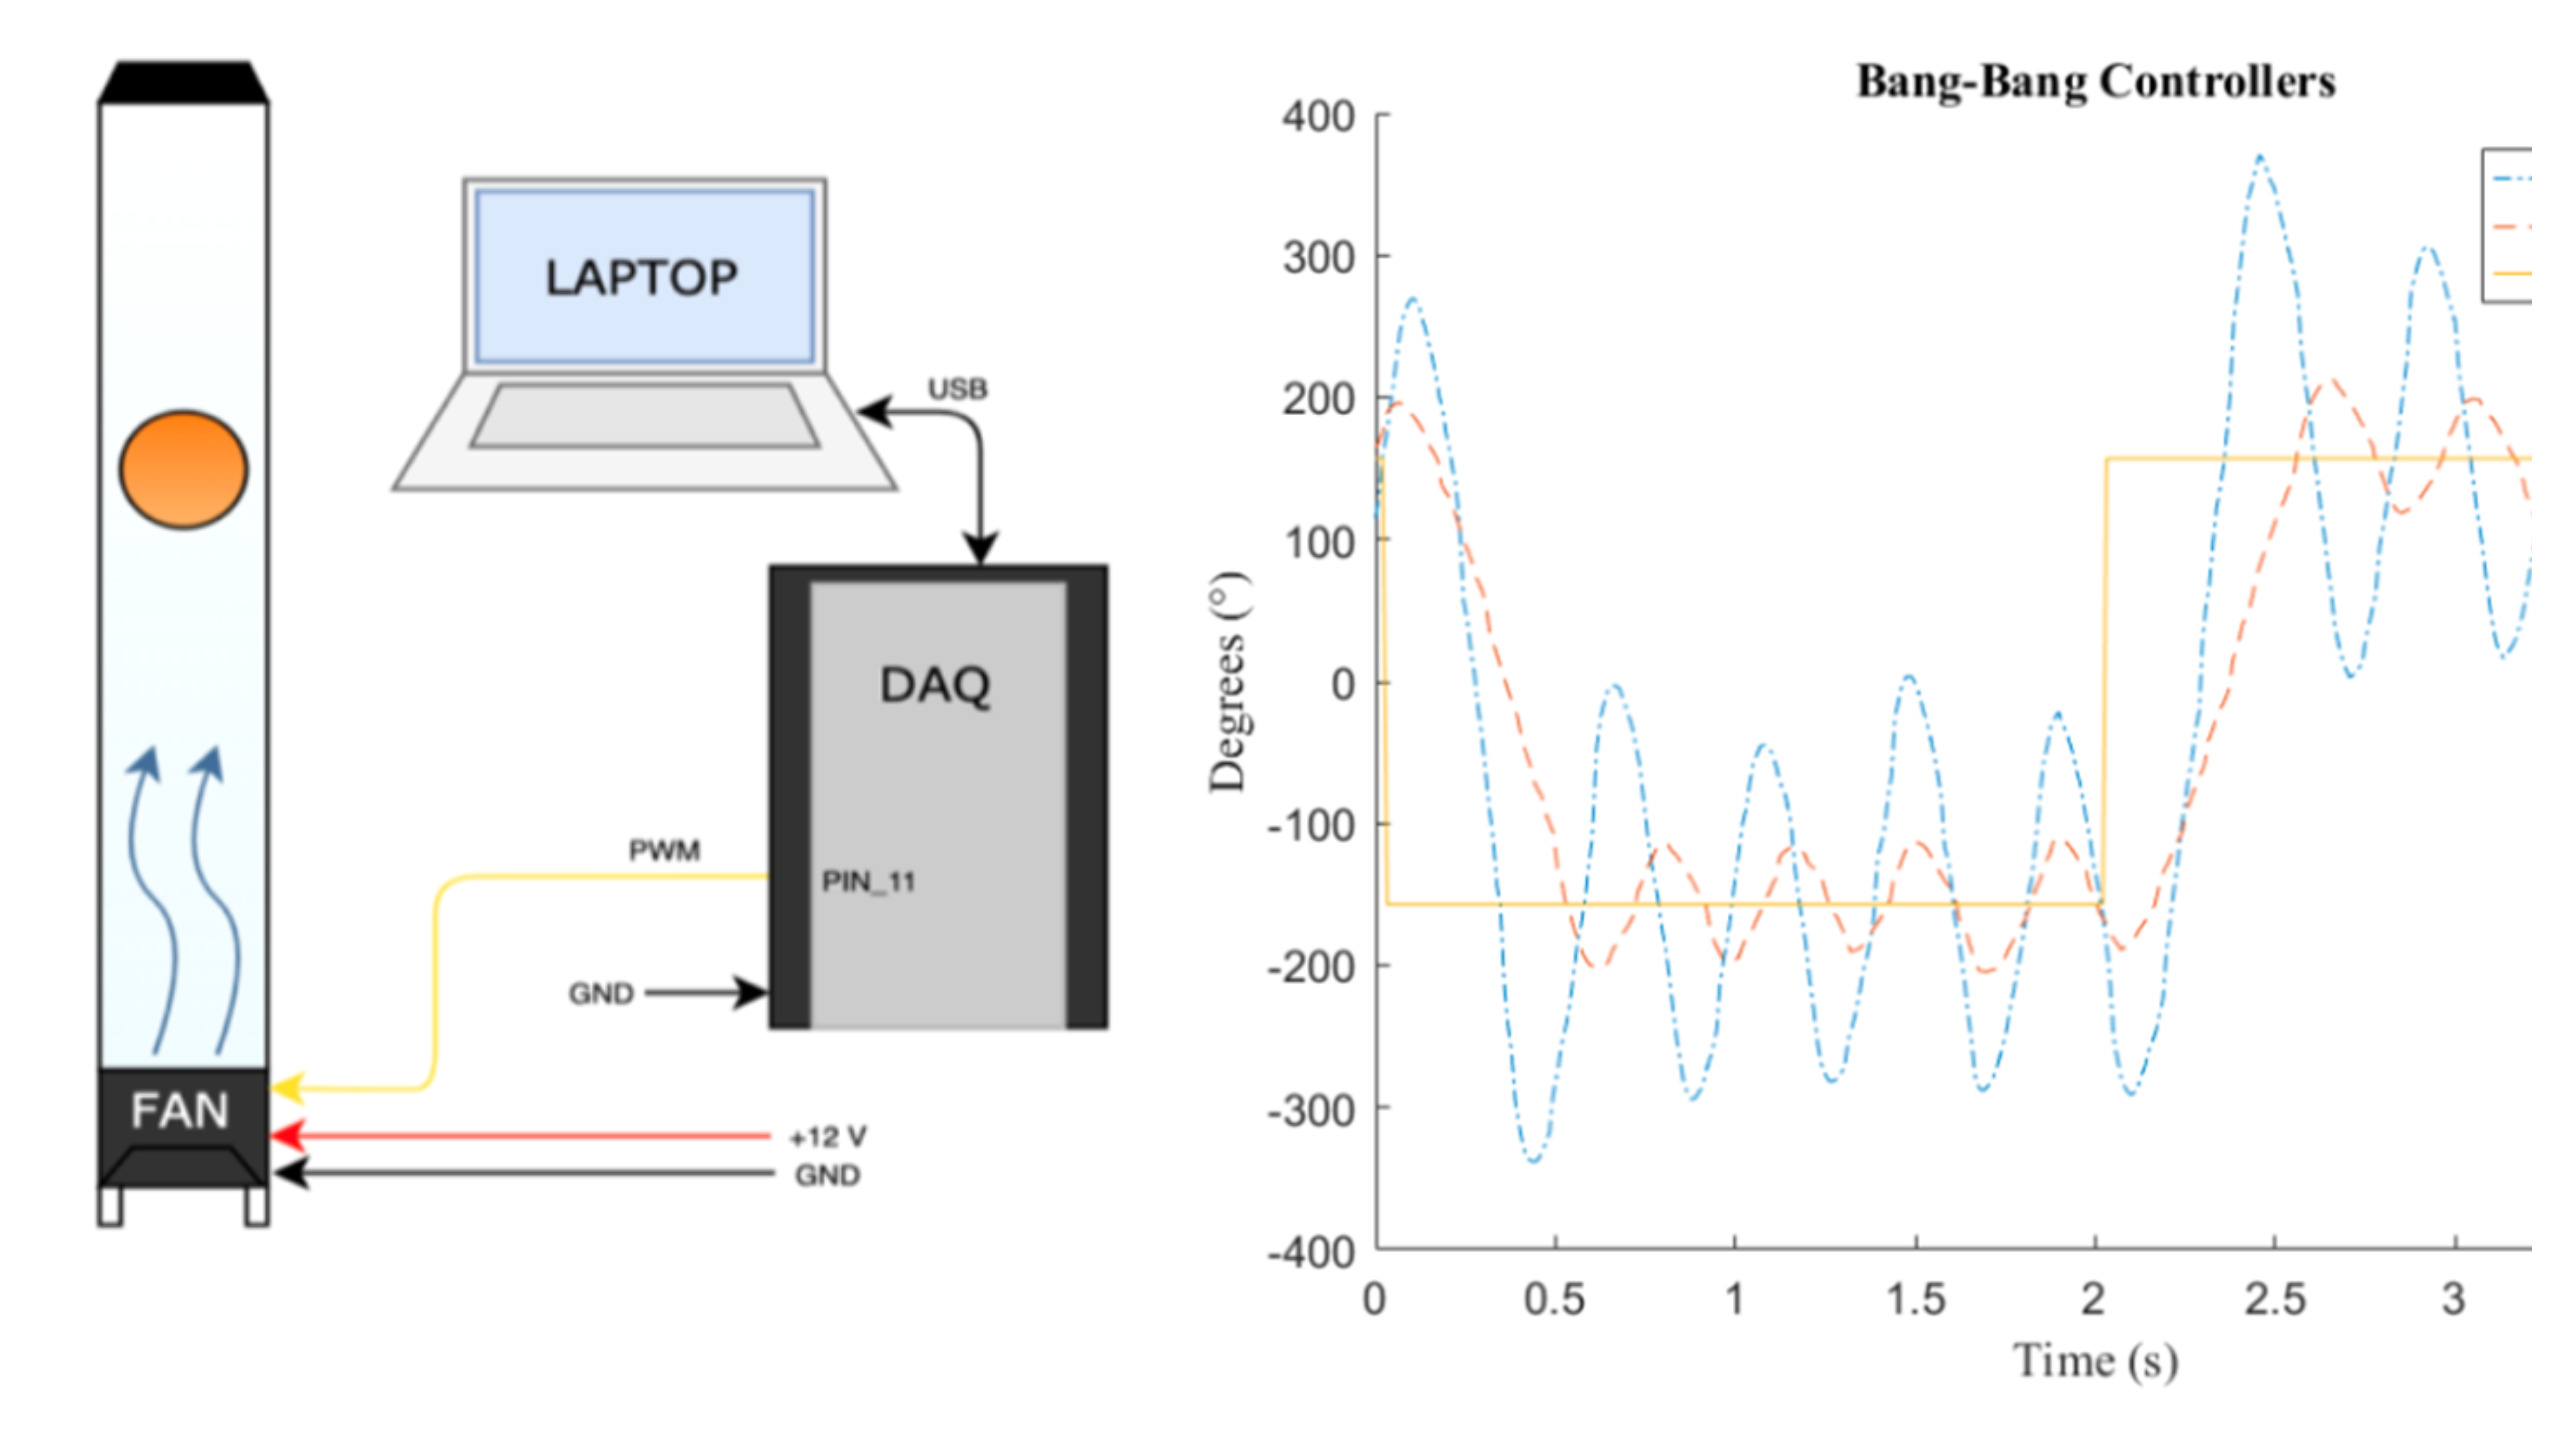 LAPTOP
USB
DAQ
PWM
PIN_11
GND
FAN
+12 V
GND
Bang-Bang Controllers
400
300
200
100
0
-100
-200
-300
-400
Degrees (°)
0 0.5 1 1.5 2 2.5 3
Time (s)